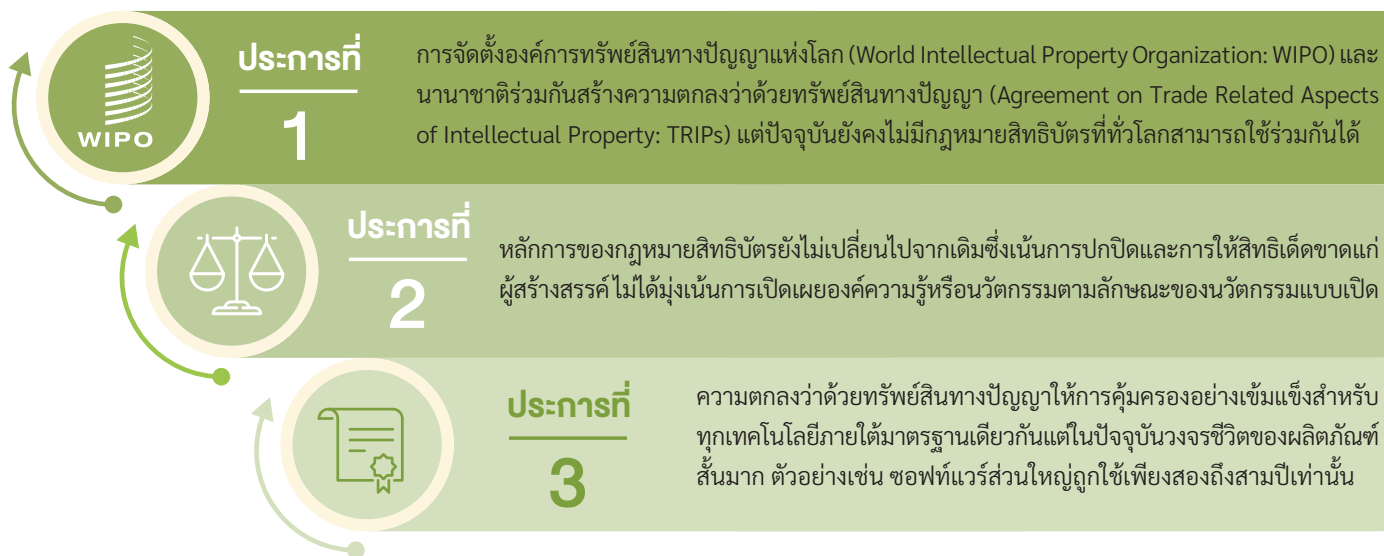 WIPO
ประการที่
1
การจัดตั้งองค์การทรัพย์สินทางปัญญาแห่งโลก (World Intellectual Property Organization: WIPO) และ
นานาชาติร่วมกันสร้างความตกลงว่าด้วยทรัพย์สินทางปัญญา (Agreement on Trade Related Aspects
of Intellectual Property: TRIPs) แต่ปัจจุบันยังคงไม่มีกฎหมายสิทธิบัตรที่ทั่วโลกสามารถใช้ร่วมกันได้
ประการที่
2
หลักการของกฎหมายสิทธิบัตรยังไม่เปลี่ยนไปจากเดิมซึ่งเน้นการปกปิดและการให้สิทธิเด็ดขาดแก่
ผู้สร้างสรรค์ ไม่ได้มุ่งเน้นการเปิดเผยองค์ความรู้หรือนวัตกรรมตามลักษณะของนวัตกรรมแบบเปิด
ประการที่
3
ความตกลงว่าด้วยทรัพย์สินทางปัญญาให้การคุ้มครองอย่างเข้มแข็งสำหรับ
ทุกเทคโนโลยีภายใต้มาตรฐานเดียวกันแต่ในปัจจุบันวงจรชีวิตของผลิตภัณฑ์
สั้นมาก ตัวอย่างเช่น ซอฟท์แวร์ส่วนใหญ่ถูกใช้เพียงสองถึงสามปีเท่านั้น